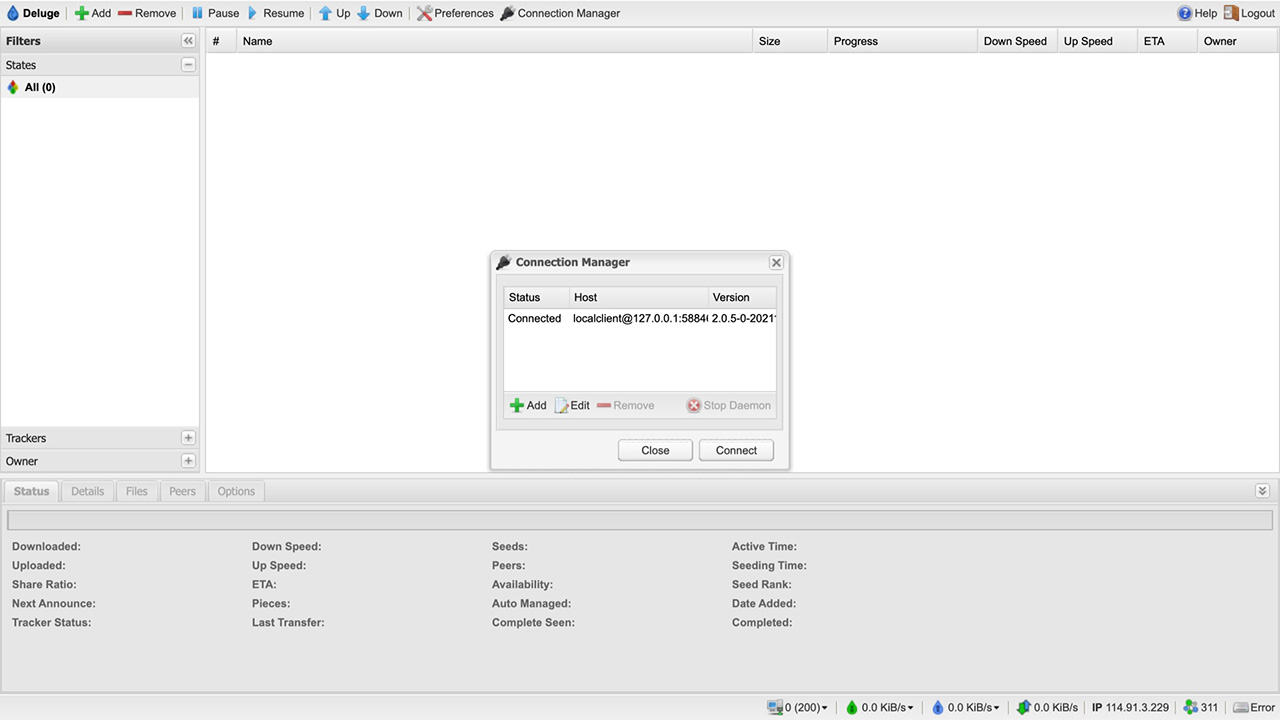 Deluge Add Remove Pause Resume Up Down Preferences Connection Manager Help Logout
Filters # Name Size Progress Down Speed Up Speed ETA Owner
States
All (0)
Connection Manager
Status Host Version
Connected localclient@127.0.0.1:5884 2.0.5-0-2021
Add Edit Remove Stop Daemon
Trackers
Close Connect
Owner
Status Details Files Peers Options
Downloaded: Down Speed: Seeds: Active Time:
Uploaded: Up Speed: Peers: Seeding Time:
Share Ratio: ETA: Availability: Seed Rank:
Next Announce: Pieces: Auto Managed: Date Added:
Tracker Status: Last Transfer: Complete Seen: Completed:
0 (200) 0.0 KiB/s 0.0 KiB/s 0.0 KiB/s IP 114.91.3.229 311 Error